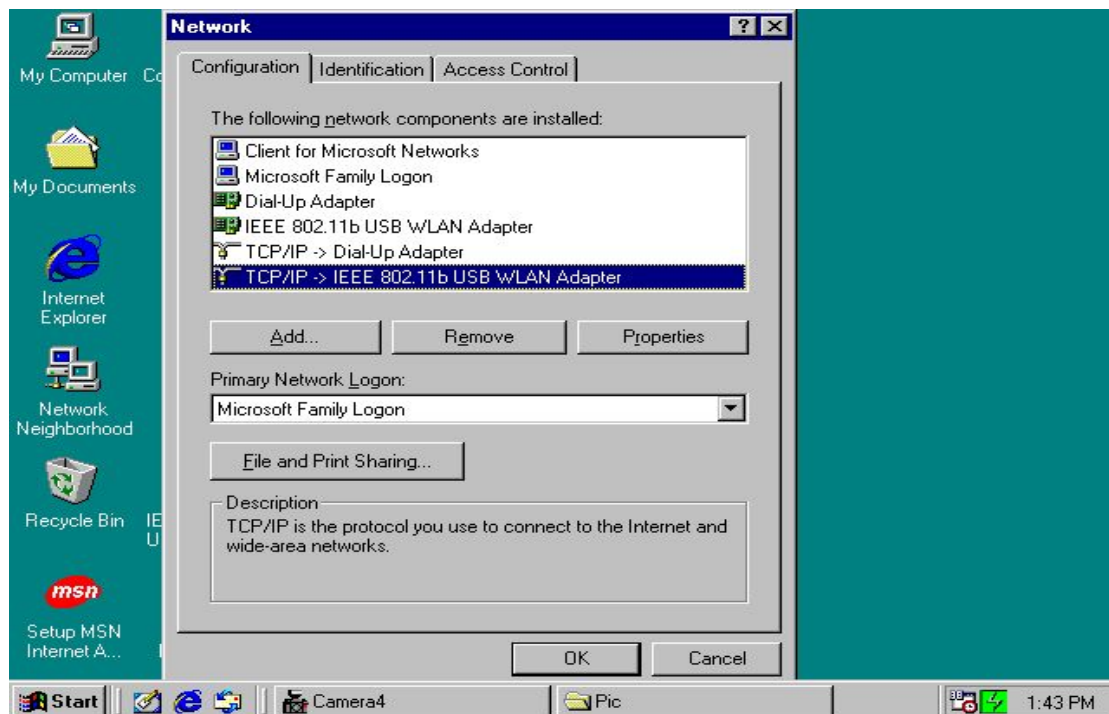 My Computer
Co
My Documents
Internet
Explorer
Network
Neighborhood
Recycle Bin
IE
U
msn
Setup MSN
Internet A...
Network
Configuration
Identification
Access Control
The following network components are installed:
Client for Microsoft Networks
Microsoft Family Logon
Dial-Up Adapter
IEEE 802.11b USB WLAN Adapter
TCP/IP -> Dial-Up Adapter
TCP/IP -> IEEE 802.11b USB WLAN Adapter
Add...
Remove
Properties
Primary Network Logon:
Microsoft Family Logon
File and Print Sharing...
Description
TCP/IP is the protocol you use to connect to the Internet and
wide-area networks.
OK
Cancel
Start
Camera4
Pic
1:43 PM